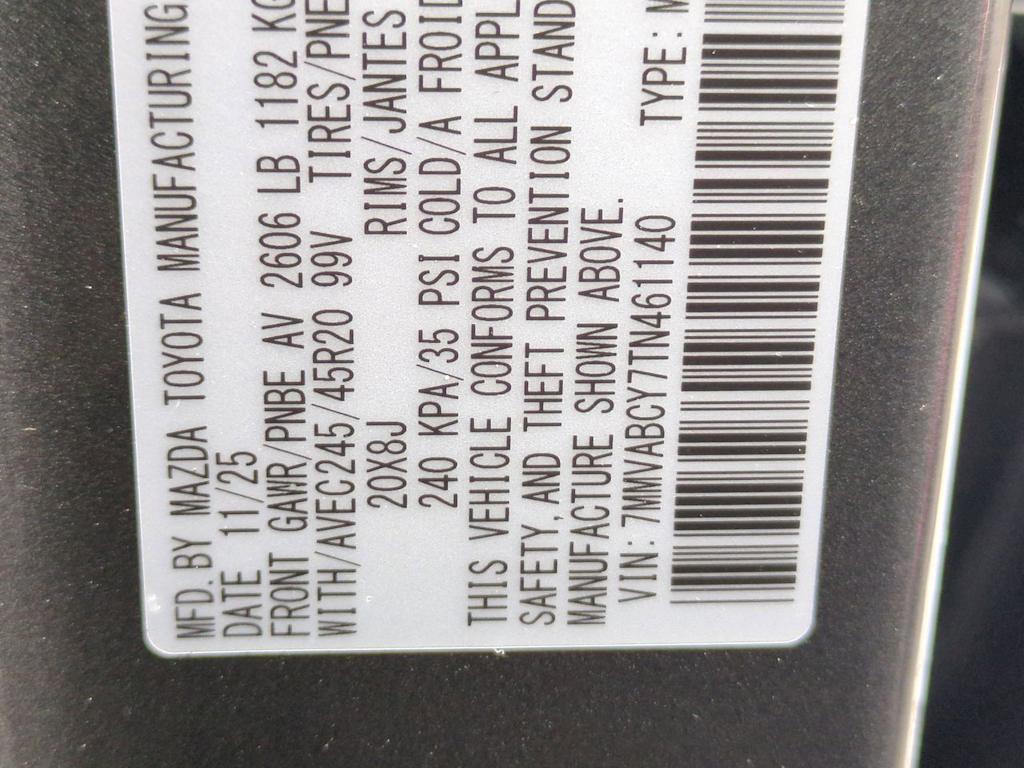 MFD. BY MAZDA TOYOTA MANUFACTURING
DATE 11/25
FRONT GAWR/PNBE AV 2606 LB 1182 KG
WITH/AVEC245/45R20 99V TIRES/PNE
20X8J RIMS/JANTES
240 KPA/35 PSI COLD/A FROID
THIS VEHICLE CONFORMS TO ALL APPL
SAFETY, AND THEFT PREVENTION STAND
MANUFACTURE SHOWN ABOVE.
VIN: 7MMVABCY7TN461140 TYPE: M